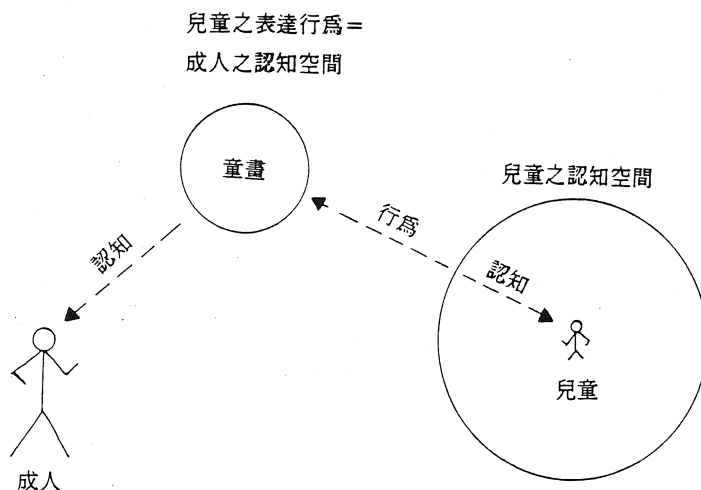 兒童之表達行爲=
成人之認知空間
童畫
兒童之認知空間
行爲
認知
認知
兒童
成人